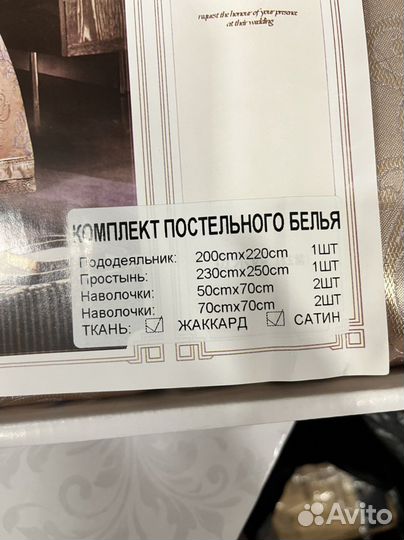 request the honour of your presence
at their wedding
КОМПЛЕКТ ПОСТЕЛЬНОГО БЕЛЬЯ
Пододеяльник: 200cmx220cm 1ШТ
Простынь: 230cmx250cm 1ШТ
Наволочки: 50cmx70cm 2ШТ
Наволочки: 70cmx70cm 2ШТ
ТКАНЬ: ЖАККАРД САТИН
Avito